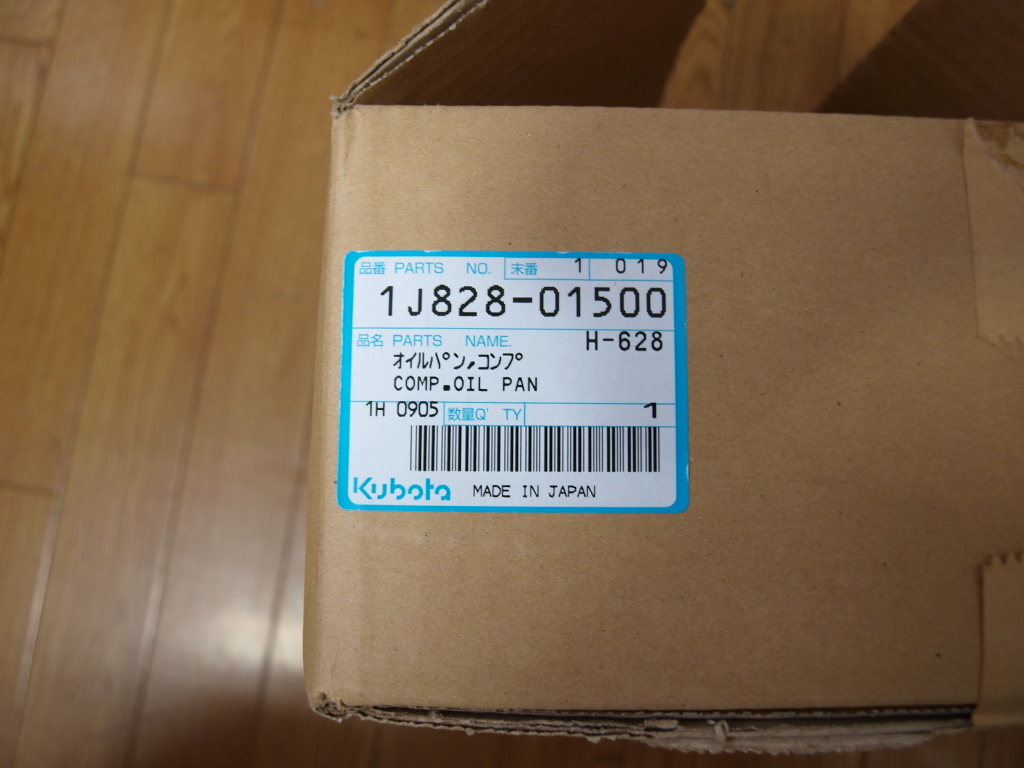 品番 PARTS NO. 末番 1 019
1J828-01500
品名 PARTS NAME. H-628
オイルパン,コンプ
COMP.OIL PAN
1H 0905 数量Q' TY 1
Kubota MADE IN JAPAN